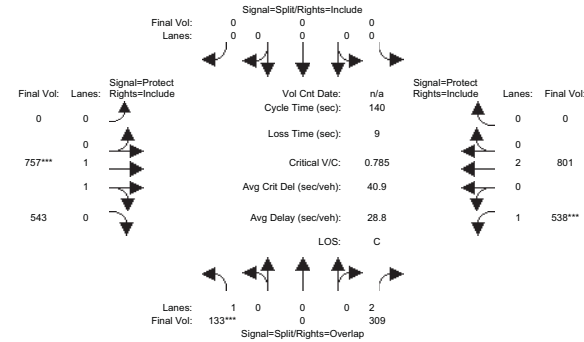 Signal=Split/Rights=Include
Final Vol: 0 0 0
Lanes: 0 0 0 0 0
Signal=Protect Signal=Protect
Final Vol: Lanes: Rights=Include Vol Cnt Date: n/a Rights=Include Lanes: Final Vol:
Cycle Time (sec): 140
0 0 0 0
Loss Time (sec): 9
0 0
757*** 1 Critical V/C: 0.785 2 801
1 Avg Crit Del (sec/veh): 40.9 0
543 0 Avg Delay (sec/veh): 28.8 1 538***
LOS: C
Lanes: 1 0 0 0 2
Final Vol: 133*** 0 309
Signal=Split/Rights=Overlap